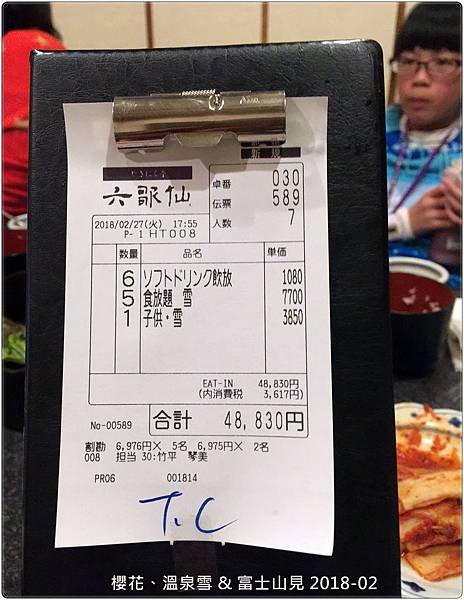 新規
六歌仙
卓番 030
伝票 589
人数 7
2018/02/27(火) 17:55
P-1HT008
数量 品名 単価
6 ソフトドリンク飲放 1080
5 食放題 雪 7700
1 子供・雪 3850
EAT-IN 48,830円
(内消費税 3,617円)
No-00589 合計 48,830円
割勘 6,976円× 5名 6,975円× 2名
008 担当 30:竹平 琴美
PR06 001814
T.C
櫻花、溫泉雪 & 富士山見 2018-02